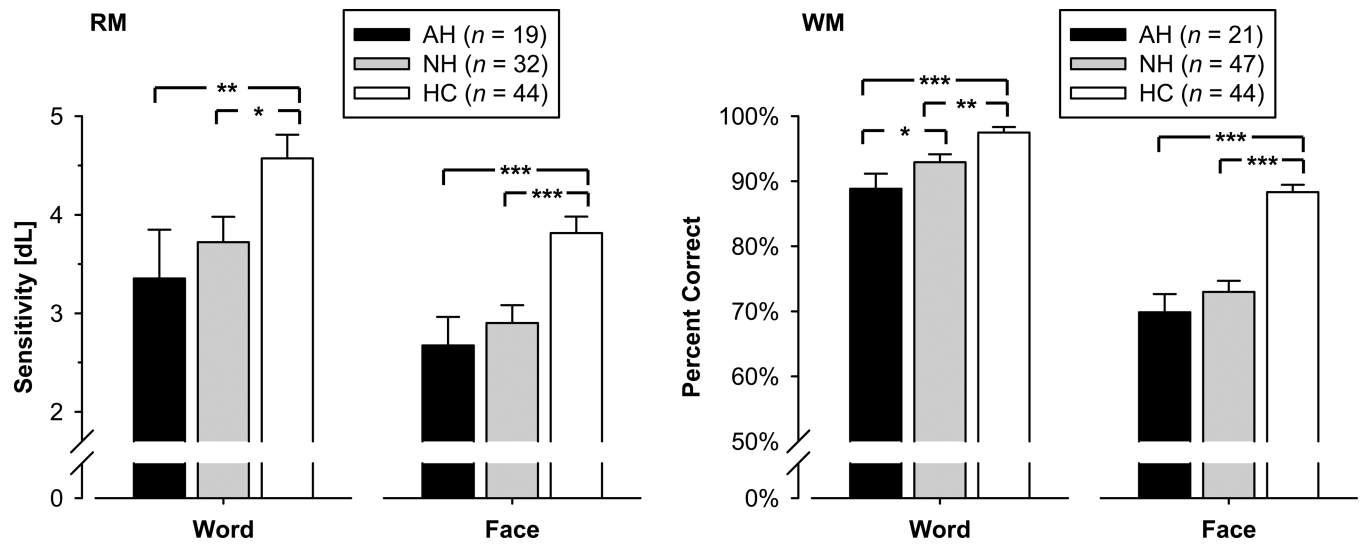 RM
AH (n = 19)
NH (n = 32)
HC (n = 44)
Sensitivity [dL]
5
4
3
2
0
**
*
***
***
Word
Face
WM
AH (n = 21)
NH (n = 47)
HC (n = 44)
Percent Correct
100%
90%
80%
70%
60%
50%
0%
***
**
*
***
***
Word
Face